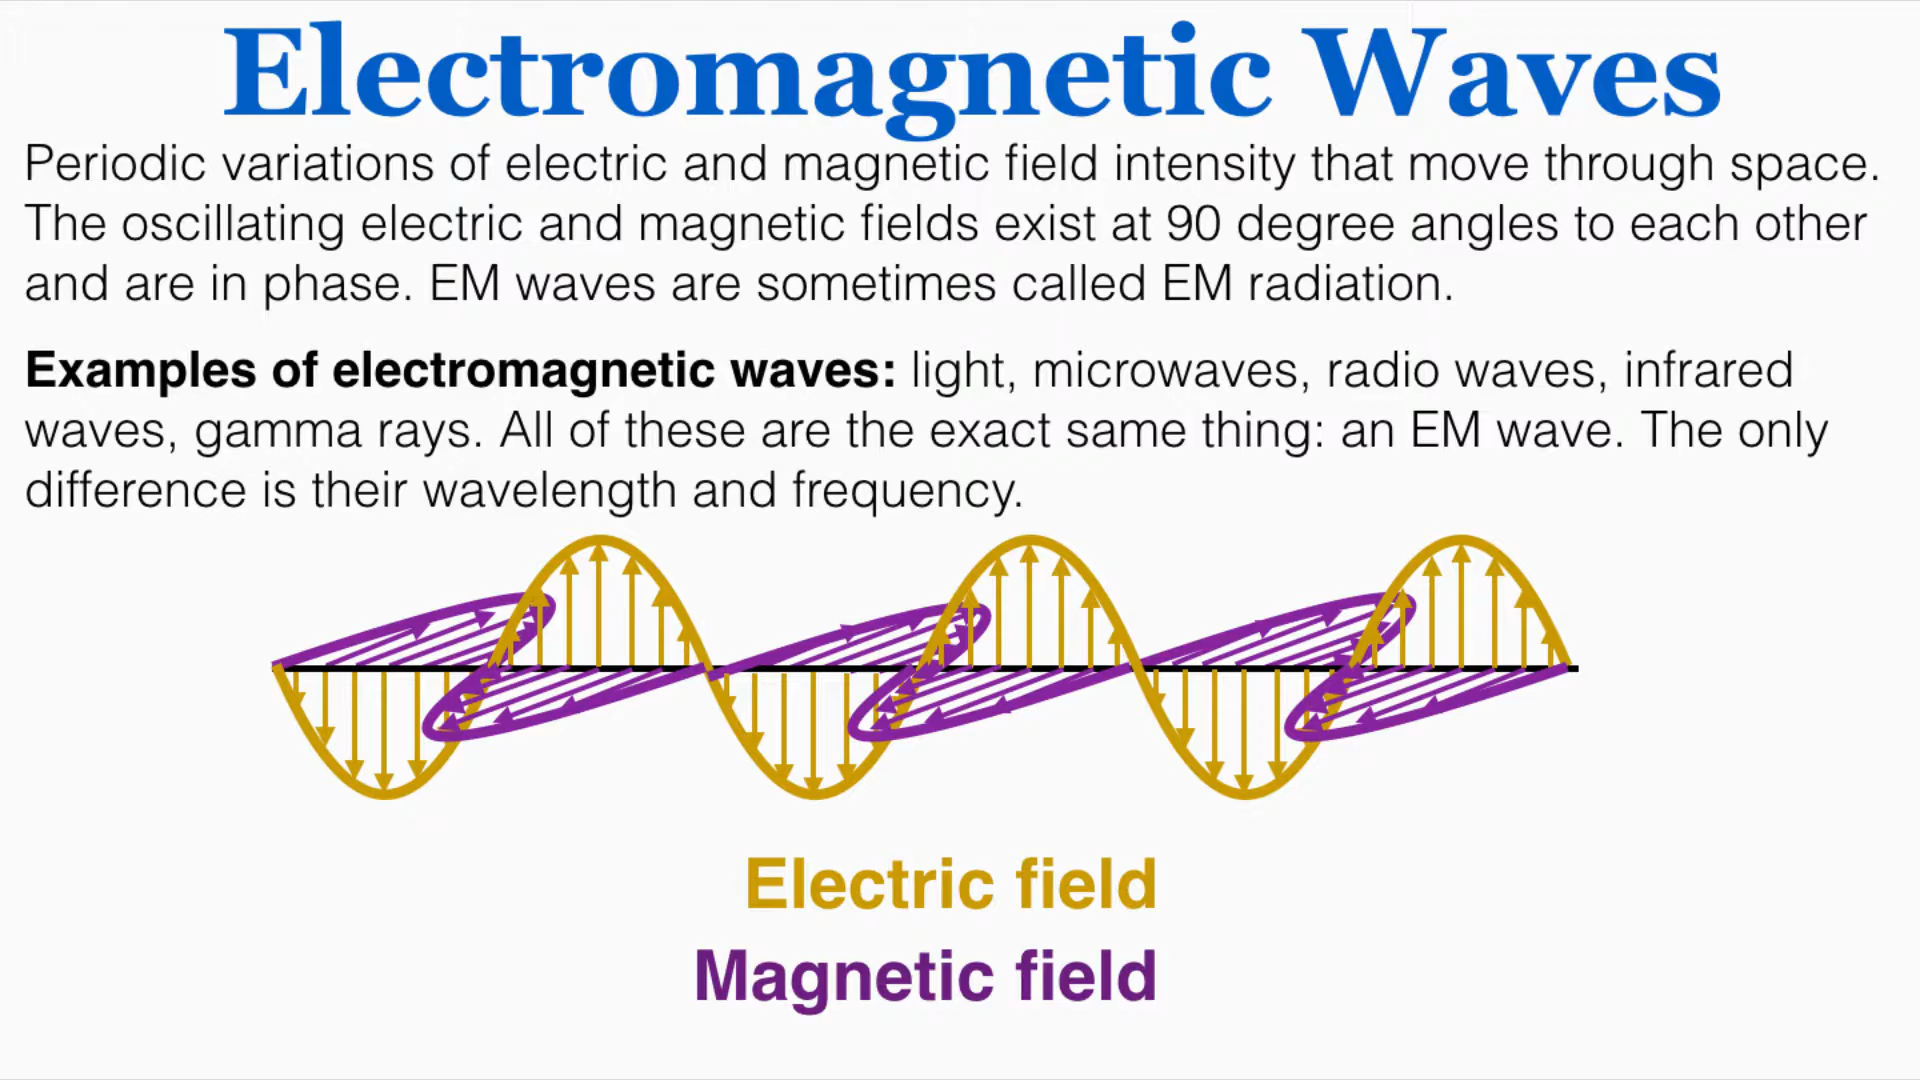 Electromagnetic Waves
Periodic variations of electric and magnetic field intensity that move through space.
The oscillating electric and magnetic fields exist at 90 degree angles to each other
and are in phase. EM waves are sometimes called EM radiation.
Examples of electromagnetic waves: light, microwaves, radio waves, infrared
waves, gamma rays. All of these are the exact same thing: an EM wave. The only
difference is their wavelength and frequency.
Electric field
Magnetic field